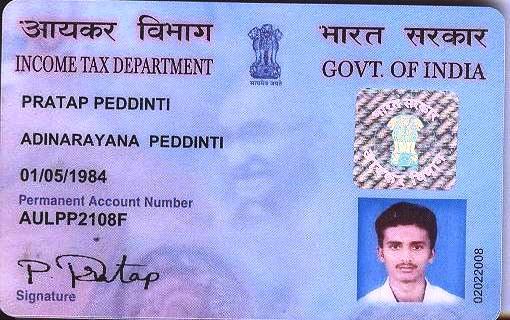 आयकर विभाग
INCOME TAX DEPARTMENT
सत्यमेव जयते
भारत सरकार
GOVT. OF INDIA
PRATAP PEDDINTI
ADINARAYANA PEDDINTI
01/05/1984
Permanent Account Number
AULPP2108F
P. Pratap
Signature
02022008